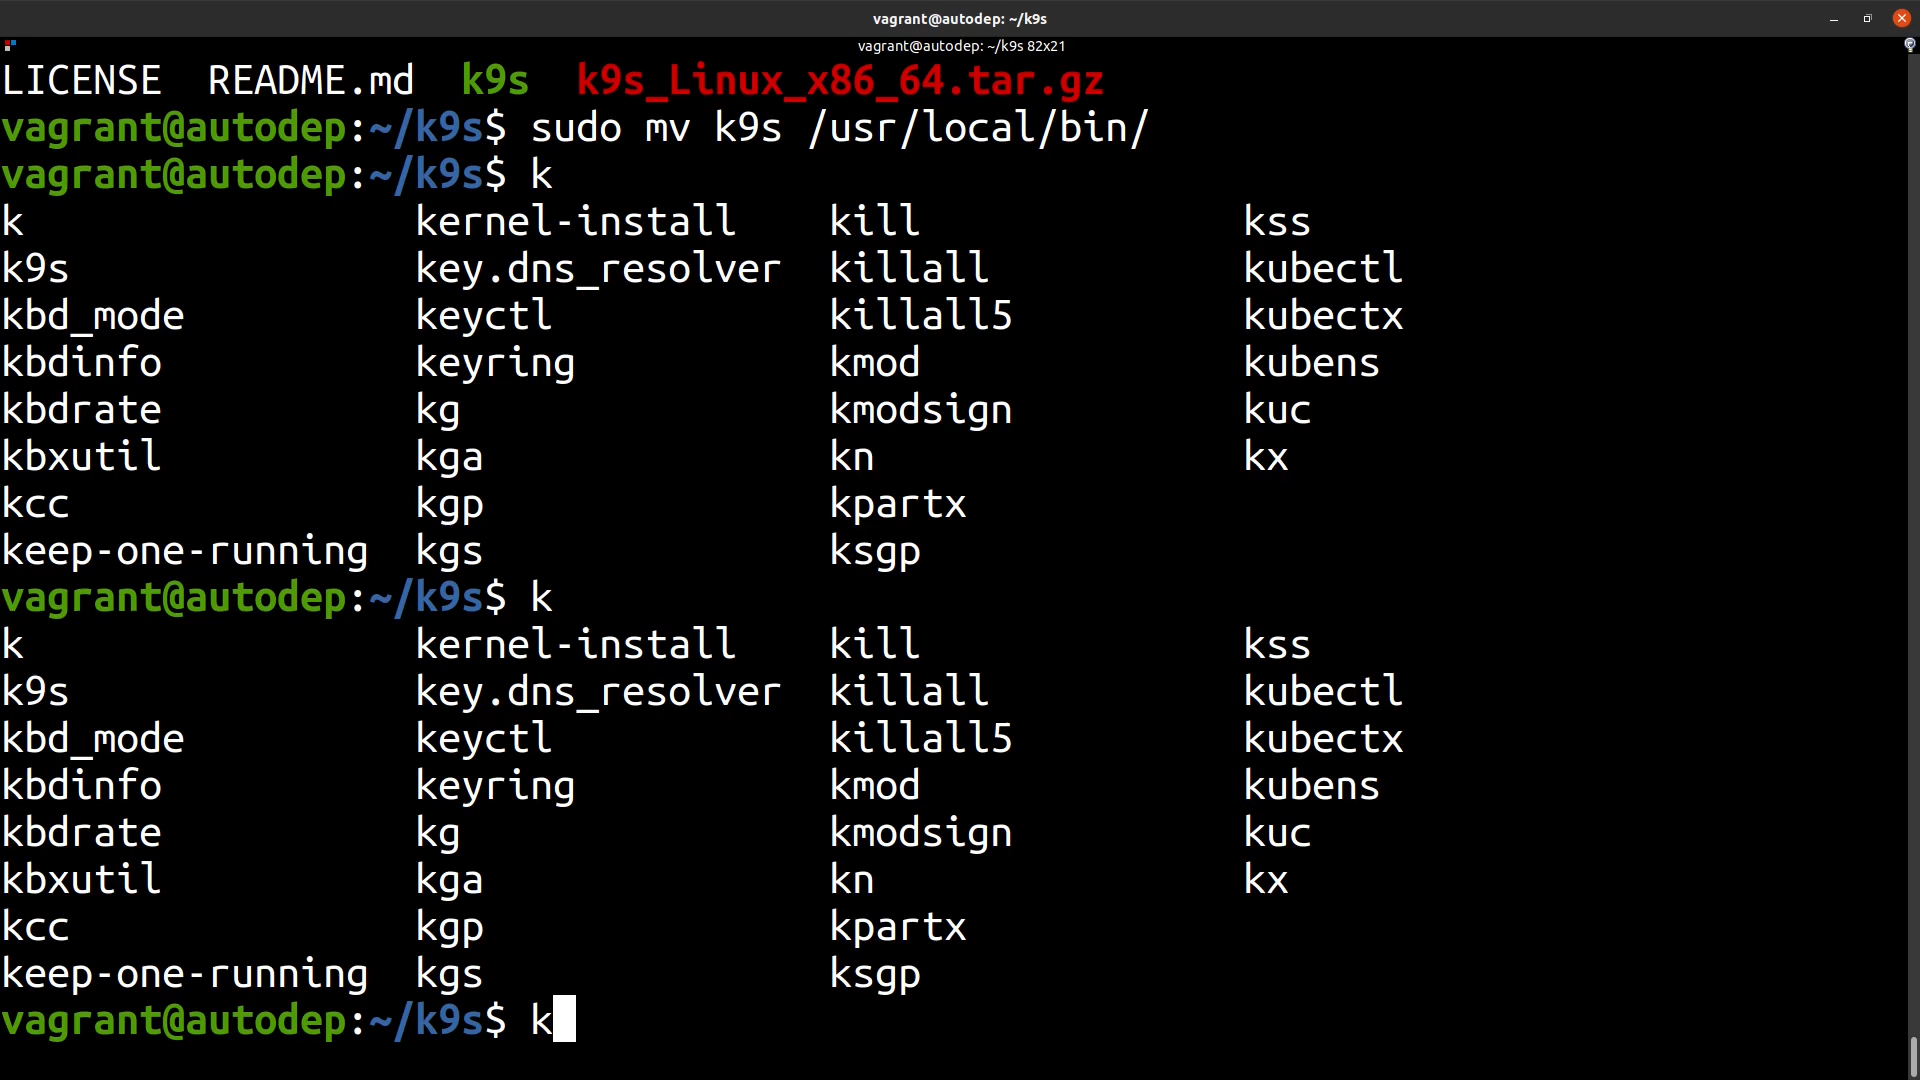 vagrant@autodep: ~/k9s
vagrant@autodep: ~/k9s 82x21
LICENSE  README.md  k9s  k9s_Linux_x86_64.tar.gz
vagrant@autodep:~/k9s$ sudo mv k9s /usr/local/bin/
vagrant@autodep:~/k9s$ k
k                 kernel-install    kill              kss
k9s               key.dns_resolver  killall           kubectl
kbd_mode          keyctl            killall5          kubectx
kbdinfo           keyring           kmod              kubens
kbdrate           kg                kmodsign          kuc
kbxutil           kga               kn                kx
kcc               kgp               kpartx
keep-one-running  kgs               ksgp
vagrant@autodep:~/k9s$ k
k                 kernel-install    kill              kss
k9s               key.dns_resolver  killall           kubectl
kbd_mode          keyctl            killall5          kubectx
kbdinfo           keyring           kmod              kubens
kbdrate           kg                kmodsign          kuc
kbxutil           kga               kn                kx
kcc               kgp               kpartx
keep-one-running  kgs               ksgp
vagrant@autodep:~/k9s$ k